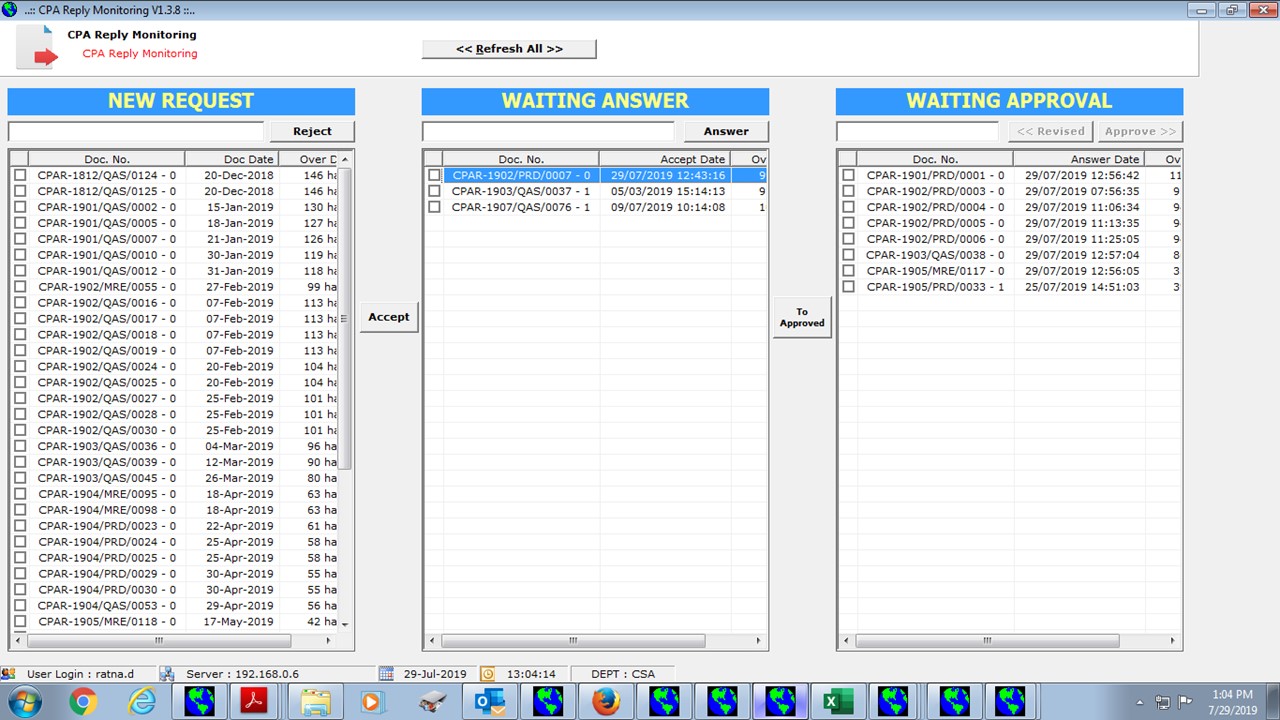 ..:: CPA Reply Monitoring V1.3.8 ::..
CPA Reply Monitoring
CPA Reply Monitoring
<< Refresh All >>
NEW REQUEST
Reject
Doc. No. Doc Date Over D
CPAR-1812/QAS/0124 - 0 20-Dec-2018 146 ha
CPAR-1812/QAS/0125 - 0 20-Dec-2018 146 ha
CPAR-1901/QAS/0002 - 0 15-Jan-2019 130 ha
CPAR-1901/QAS/0005 - 0 18-Jan-2019 127 ha
CPAR-1901/QAS/0007 - 0 21-Jan-2019 126 ha
CPAR-1901/QAS/0010 - 0 30-Jan-2019 119 ha
CPAR-1901/QAS/0012 - 0 31-Jan-2019 118 ha
CPAR-1902/MRE/0055 - 0 27-Feb-2019 99 ha
CPAR-1902/QAS/0016 - 0 07-Feb-2019 113 ha
CPAR-1902/QAS/0017 - 0 07-Feb-2019 113 ha
CPAR-1902/QAS/0018 - 0 07-Feb-2019 113 ha
CPAR-1902/QAS/0019 - 0 07-Feb-2019 113 ha
CPAR-1902/QAS/0024 - 0 20-Feb-2019 104 ha
CPAR-1902/QAS/0025 - 0 20-Feb-2019 104 ha
CPAR-1902/QAS/0027 - 0 25-Feb-2019 101 ha
CPAR-1902/QAS/0028 - 0 25-Feb-2019 101 ha
CPAR-1902/QAS/0030 - 0 25-Feb-2019 101 ha
CPAR-1903/QAS/0036 - 0 04-Mar-2019 96 ha
CPAR-1903/QAS/0039 - 0 12-Mar-2019 90 ha
CPAR-1903/QAS/0045 - 0 26-Mar-2019 80 ha
CPAR-1904/MRE/0095 - 0 18-Apr-2019 63 ha
CPAR-1904/MRE/0098 - 0 18-Apr-2019 63 ha
CPAR-1904/PRD/0023 - 0 22-Apr-2019 61 ha
CPAR-1904/PRD/0024 - 0 25-Apr-2019 58 ha
CPAR-1904/PRD/0025 - 0 25-Apr-2019 58 ha
CPAR-1904/PRD/0029 - 0 30-Apr-2019 55 ha
CPAR-1904/PRD/0030 - 0 30-Apr-2019 55 ha
CPAR-1904/QAS/0053 - 0 29-Apr-2019 56 ha
CPAR-1905/MRE/0118 - 0 17-May-2019 42 ha
Accept
WAITING ANSWER
Answer
Doc. No. Accept Date Ov
CPAR-1902/PRD/0007 - 0 29/07/2019 12:43:16 9
CPAR-1903/QAS/0037 - 1 05/03/2019 15:14:13 9
CPAR-1907/QAS/0076 - 1 09/07/2019 10:14:08 1
To
Approved
WAITING APPROVAL
<< Revised Approve >>
Doc. No. Answer Date Ov
CPAR-1901/PRD/0001 - 0 29/07/2019 12:56:42 11
CPAR-1902/PRD/0003 - 0 29/07/2019 07:56:35 9
CPAR-1902/PRD/0004 - 0 29/07/2019 11:06:34 9
CPAR-1902/PRD/0005 - 0 29/07/2019 11:13:35 9
CPAR-1902/PRD/0006 - 0 29/07/2019 11:25:05 9
CPAR-1903/QAS/0038 - 0 29/07/2019 12:57:04 8
CPAR-1905/MRE/0117 - 0 29/07/2019 12:56:05 3
CPAR-1905/PRD/0033 - 1 25/07/2019 14:51:03 3
User Login : ratna.d Server : 192.168.0.6 29-Jul-2019 13:04:14 DEPT : CSA
1:04 PM
7/29/2019